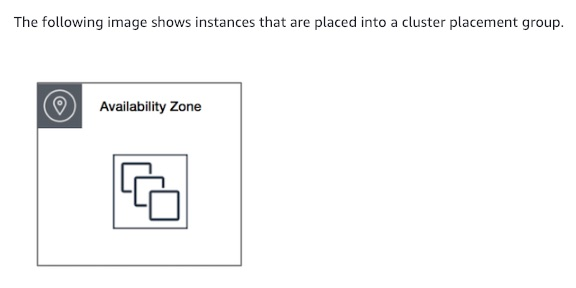 The following image shows instances that are placed into a cluster placement group.
Availability Zone